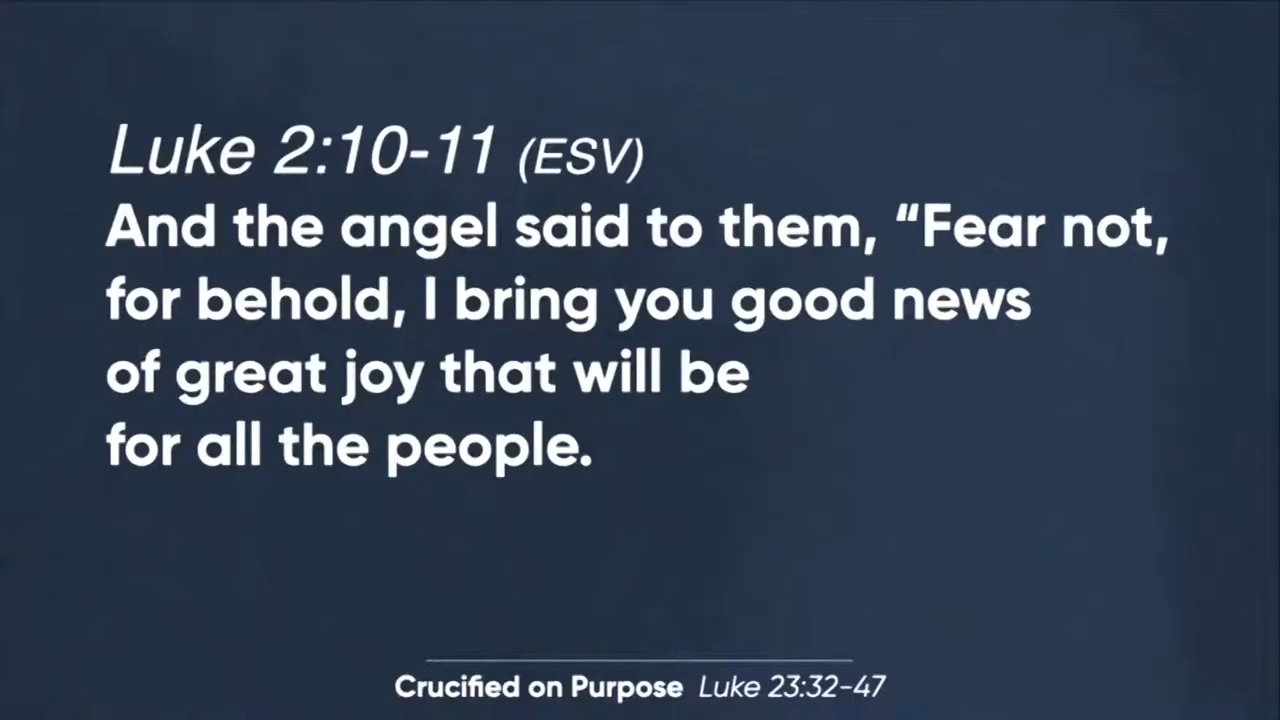 Luke 2:10-11 (ESV)
And the angel said to them, “Fear not,
for behold, I bring you good news
of great joy that will be
for all the people.
Crucified on Purpose Luke 23:32-47